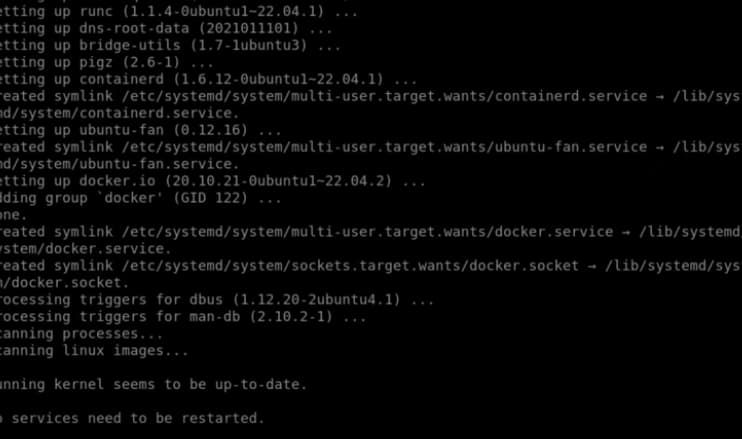 etting up runc (1.1.4-0ubuntu1~22.04.1) ...
etting up dns-root-data (2021011101) ...
etting up bridge-utils (1.7-1ubuntu3) ...
etting up pigz (2.6-1) ...
etting up containerd (1.6.12-0ubuntu1~22.04.1) ...
reated symlink /etc/systemd/system/multi-user.target.wants/containerd.service → /lib/sys
md/system/containerd.service.
etting up ubuntu-fan (0.12.16) ...
reated symlink /etc/systemd/system/multi-user.target.wants/ubuntu-fan.service → /lib/sys
md/system/ubuntu-fan.service.
etting up docker.io (20.10.21-0ubuntu1~22.04.2) ...
dding group `docker' (GID 122) ...
one.
reated symlink /etc/systemd/system/multi-user.target.wants/docker.service → /lib/systemd
ystem/docker.service.
reated symlink /etc/systemd/system/sockets.target.wants/docker.socket → /lib/systemd/sys
m/docker.socket.
rocessing triggers for dbus (1.12.20-2ubuntu4.1) ...
rocessing triggers for man-db (2.10.2-1) ...
canning processes...
canning linux images...
unning kernel seems to be up-to-date.
o services need to be restarted.